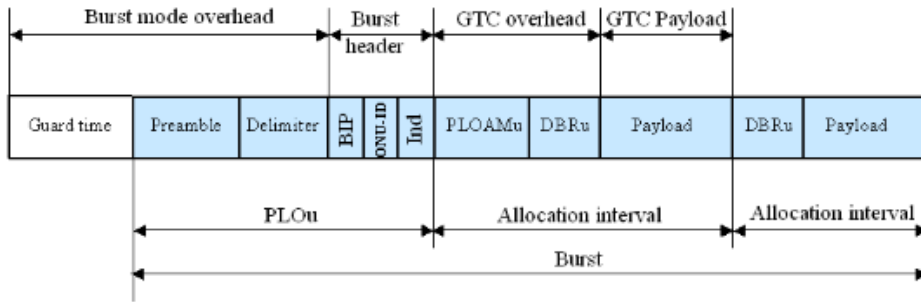 Burst mode overhead
Burst header
GTC overhead
GTC Payload
Guard time
Preamble
Delimiter
BIP
ONU-ID
Ind
PLOAMu
DBRu
Payload
DBRu
Payload
PLOu
Allocation interval
Allocation interval
Burst